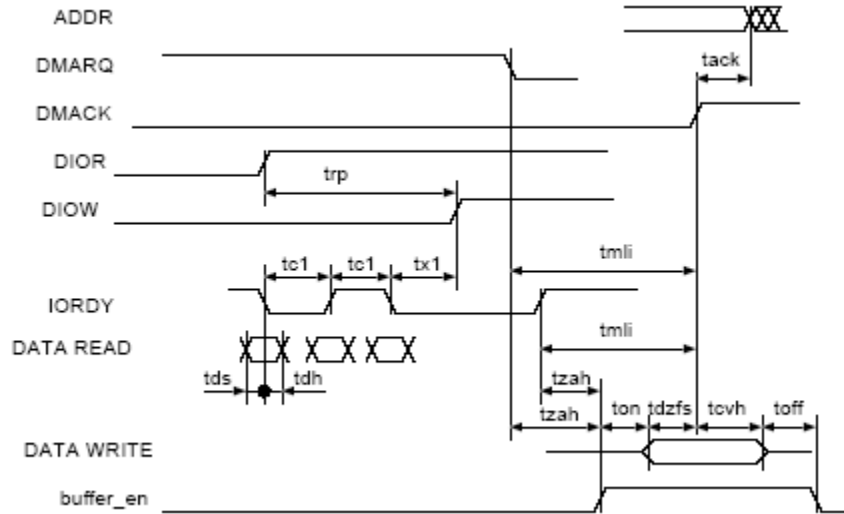 ADDR
DMARQ
tack
DMACK
DIOR
trp
DIOW
tc1 tc1 tx1 tmli
IORDY
DATA READ
tmli
tds tdh tzah
tzah ton tdzfs tcvh toff
DATA WRITE
buffer_en